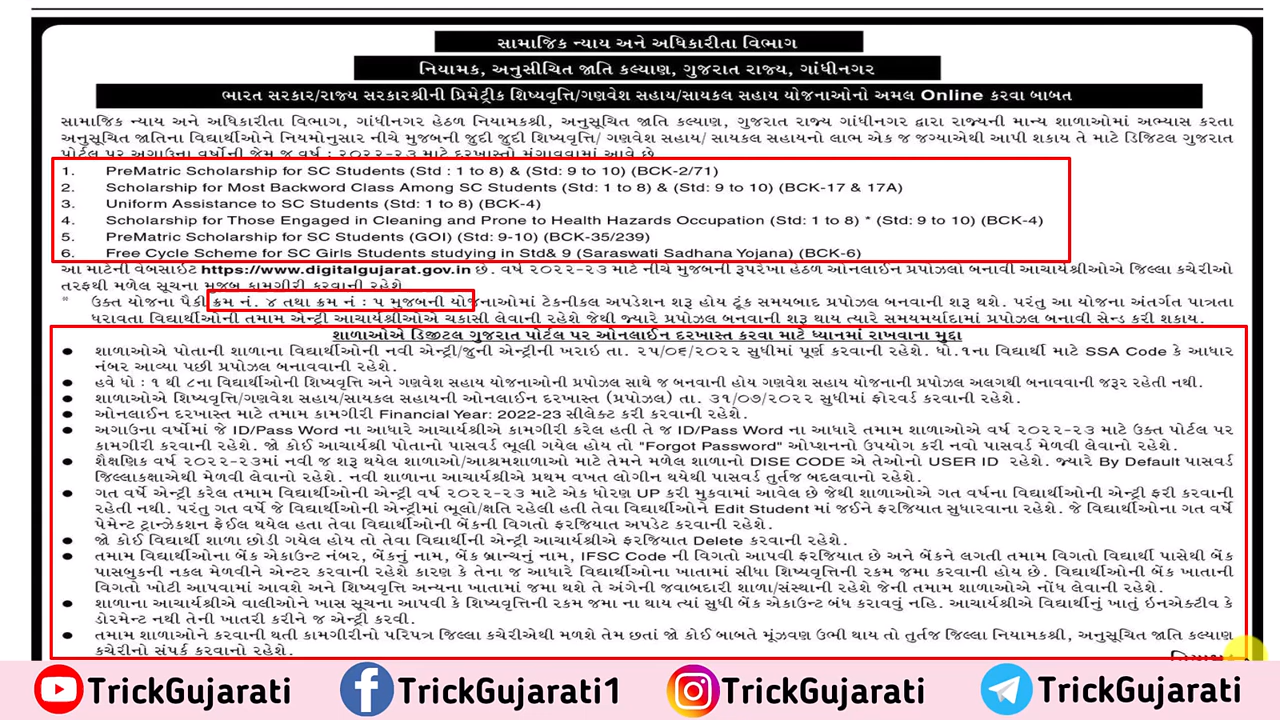 સામાજિક ન્યાય અને અધિકારીતા વિભાગ
નિયામક, અનુસૂચિત જાતિ કલ્યાણ, ગુજરાત રાજ્ય, ગાંધીનગર
ભારત સરકાર/રાજ્ય સરકારશ્રીની પ્રિમેટ્રીક શિષ્યવૃત્તિ/ગણવેશ સહાય/સાયકલ સહાય યોજનાઓનો અમલ Online કરવા બાબત
સામાજિક ન્યાય અને અધિકારીતા વિભાગ, ગાંધીનગર હેઠળ નિયામકશ્રી, અનુસૂચિત જાતિ કલ્યાણ, ગુજરાત રાજ્ય ગાંધીનગર દ્વારા રાજ્યની માન્ય શાળાઓમાં અભ્યાસ કરતા
અનુસૂચિત જાતિના વિદ્યાર્થીઓને નિયમોનુસાર નીચે મુજબની જુદી જુદી શિષ્યવૃત્તિ/ ગણવેશ સહાય/ સાયકલ સહાયનો લાભ એક જ જગ્યાએથી આપી શકાય તે માટે ડિજિટલ ગુજરાત
પોર્ટલ પર અગાઉના વર્ષોની જેમ જ વર્ષ : ૨૦૨૨-૨૩ માટે દરખાસ્તો મંગાવવામાં આવે છે
1. PreMatric Scholarship for SC Students (Std : 1 to 8) & (Std: 9 to 10) (BCK-2/71)
2. Scholarship for Most Backword Class Among SC Students (Std: 1 to 8) & (Std: 9 to 10) (BCK-17 & 17A)
3. Uniform Assistance to SC Students (Std: 1 to 8) (BCK-4)
4. Scholarship for Those Engaged in Cleaning and Prone to Health Hazards Occupation (Std: 1 to 8) * (Std: 9 to 10) (BCK-4)
5. PreMatric Scholarship for SC Students (GOI) (Std: 9-10) (BCK-35/239)
6. Free Cycle Scheme for SC Girls Students studying in Std& 9 (Saraswati Sadhana Yojana) (BCK-6)
આ માટેની વેબસાઈટ https://www.digitalgujarat.gov.in છે. વર્ષ ૨૦૨૨-૨૩ માટે નીચે મુજબની રૂપરેખા હેઠળ ઓનલાઈન પ્રપોઝલો બનાવી આચાર્યશ્રીઓએ જિલ્લા કચેરીઓ
તરફથી મળેલ સૂચના મુજબ કામગીરી કરવાની રહેશે
* ઉક્ત યોજના પૈકી ક્રમ નં. ૪ તથા ક્રમ નં : ૫ મુજબની યોજનાઓમાં ટેકનીકલ અપડેશન શરૂ હોય ટૂંક સમયબાદ પ્રપોઝલ બનવાની શરૂ થશે. પરંતુ આ યોજના અંતર્ગત પાત્રતા
ધરાવતા વિદ્યાર્થીઓની તમામ એન્ટ્રી આચાર્યશ્રીઓએ ચકાસી લેવાની રહેશે જેથી જ્યારે પ્રપોઝલ બનવાની શરૂ થાય ત્યારે સમયમર્યાદામાં પ્રપોઝલ બનાવી સેન્ડ કરી શકાય.
શાળાઓએ ડિજીટલ ગુજરાત પોર્ટલ પર ઓનલાઈન દરખાસ્ત કરવા માટે ધ્યાનમાં રાખવાના મુદ્દા
● શાળાઓએ પોતાની શાળાના વિદ્યાર્થીઓની નવી એન્ટ્રી/જુની એન્ટ્રીની ખરાઇ તા. ૨૫/૦૬/૨૦૨૨ સુધીમાં પૂર્ણ કરવાની રહેશે. ધો.૧ના વિદ્યાર્થી માટે SSA Code કે આધાર
નંબર આવ્યા પછી પ્રપોઝલ બનાવવાની રહેશે.
● હવે ધો : ૧ થી ૮ના વિદ્યાર્થીઓની શિષ્યવૃત્તિ અને ગણવેશ સહાય યોજનાઓની પ્રપોઝલ સાથે જ બનવાની હોય ગણવેશ સહાય યોજનાની પ્રપોઝલ અલગથી બનાવવાની જરૂર રહેતી નથી.
● શાળાઓએ શિષ્યવૃત્તિ/ગણવેશ સહાય/સાયકલ સહાયની ઓનલાઈન દરખાસ્ત (પ્રપોઝલ) તા. ૩૧/૦૭/૨૦૨૨ સુધીમાં ફોરવર્ડ કરવાની રહેશે.
● ઓનલાઈન દરખાસ્ત માટે તમામ કામગીરી Financial Year: 2022-23 સીલેક્ટ કરી કરવાની રહેશે.
● અગાઉના વર્ષોમાં જે ID/Pass Word ના આધારે આચાર્યશ્રીએ કામગીરી કરેલ હતી તે જ ID/Pass Word ના આધારે તમામ શાળાઓએ વર્ષ ૨૦૨૨-૨૩ માટે ઉક્ત પોર્ટલ પર
કામગીરી કરવાની રહેશે. જો કોઈ આચાર્યશ્રી પોતાનો પાસવર્ડ ભૂલી ગયેલ હોય તો "Forgot Password" ઓપ્શનનો ઉપયોગ કરી નવો પાસવર્ડ મેળવી લેવાનો રહેશે.
● શૈક્ષણિક વર્ષ ૨૦૨૨-૨૩માં નવી જ શરૂ થયેલ શાળાઓ/આશ્રમશાળાઓ માટે તેમને મળેલ શાળાનો DISE CODE એ તેઓનો USER ID રહેશે. જ્યારે By Default પાસવર્ડ
જિલ્લાકક્ષાએથી મેળવી લેવાનો રહેશે. નવી શાળાના આચાર્યશ્રીએ પ્રથમ વખત લોગીન થયેથી પાસવર્ડ તુર્તજ બદલવાનો રહેશે.
● ગત વર્ષે એન્ટ્રી કરેલ તમામ વિદ્યાર્થીઓની એન્ટ્રી વર્ષ ૨૦૨૨-૨૩ માટે એક ધોરણ UP કરી મુકવામાં આવેલ છે જેથી શાળાઓએ ગત વર્ષના વિદ્યાર્થીઓની એન્ટ્રી ફરી કરવાની
રહેતી નથી. પરંતુ ગત વર્ષે જે વિદ્યાર્થીઓની એન્ટ્રીમાં ભૂલો/ક્ષતિ રહેલી હતી તેવા વિદ્યાર્થીઓને Edit Student માં જઈને ફરજિયાત સુધારવાના રહેશે. જે વિદ્યાર્થીઓના ગત વર્ષે
પેમેન્ટ ટ્રાન્ઝેકશન ફેઈલ થયેલ હતા તેવા વિદ્યાર્થીઓની બેંકની વિગતો ફરજિયાત અપડેટ કરવાની રહેશે.
● જો કોઈ વિદ્યાર્થી શાળા છોડી ગયેલ હોય તો તેવા વિદ્યાર્થીની એન્ટ્રી આચાર્યશ્રીએ ફરજિયાત Delete કરવાની રહેશે.
● તમામ વિદ્યાર્થીઓના બેંક એકાઉન્ટ નંબર, બેંકનું નામ, બેંક બ્રાન્ચનું નામ, IFSC Code ની વિગતો આપવી ફરજિયાત છે અને બેંકને લગતી તમામ વિગતો વિદ્યાર્થી પાસેથી બેંક
પાસબુકની નકલ મેળવીને એન્ટર કરવાની રહેશે કારણ કે તેના જ આધારે વિદ્યાર્થીઓના ખાતામાં સીધા શિષ્યવૃત્તિની રકમ જમા કરવાની હોય છે. વિદ્યાર્થીઓની બેંક ખાતાની
વિગતો ખોટી આપવામાં આવશે અને શિષ્યવૃત્તિ અન્યના ખાતામાં જમા થશે તે અંગેની જવાબદારી શાળા/સંસ્થાની રહેશે જેની તમામ શાળાઓએ નોંધ લેવાની રહેશે.
● શાળાના આચાર્યશ્રીએ વાલીઓને ખાસ સૂચના આપવી કે શિષ્યવૃત્તિની રકમ જમા ના થાય ત્યાં સુધી બેંક એકાઉન્ટ બંધ કરાવવું નહિ. આચાર્યશ્રીએ વિદ્યાર્થીનું ખાતું ઇનએક્ટીવ કે
ડોરમેન્ટ નથી તેની ખાતરી કરીને જ એન્ટ્રી કરવી.
● તમામ શાળાઓને કરવાની થતી કામગીરીનો પરિપત્ર જિલ્લા કચેરીએથી મળશે તેમ છતાં જો કોઈ બાબતે મૂંઝવણ ઉભી થાય તો તુર્તજ જિલ્લા નિયામકશ્રી, અનુસૂચિત જાતિ કલ્યાણ
કચેરીનો સંપર્ક કરવાનો રહેશે.
TrickGujarati TrickGujarati1 TrickGujarati TrickGujarati